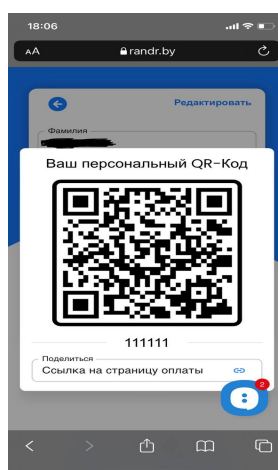 18:06
AA
randr.by
Редактировать
Фамилия
Ваш персональный QR-Код
111111
Поделиться
Ссылка на страницу оплаты
2